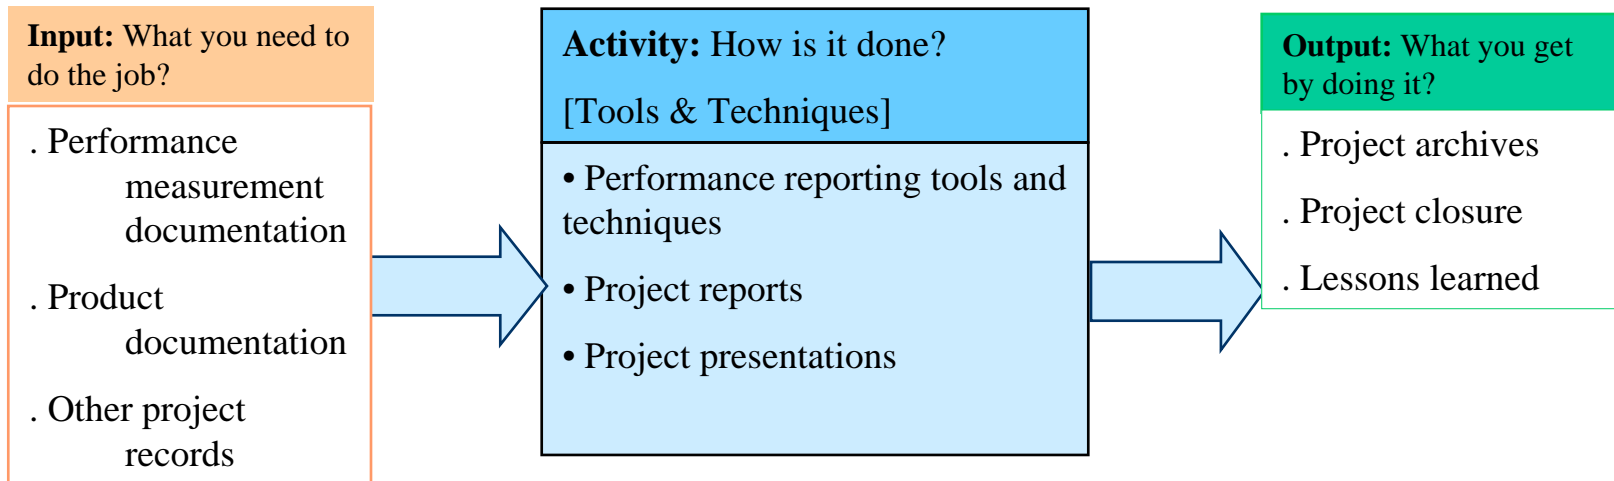 Input: What you need to
do the job?
. Performance
measurement
documentation
. Product
documentation
. Other project
records
Activity: How is it done?
[Tools & Techniques]
• Performance reporting tools and
techniques
• Project reports
• Project presentations
Output: What you get
by doing it?
. Project archives
. Project closure
. Lessons learned